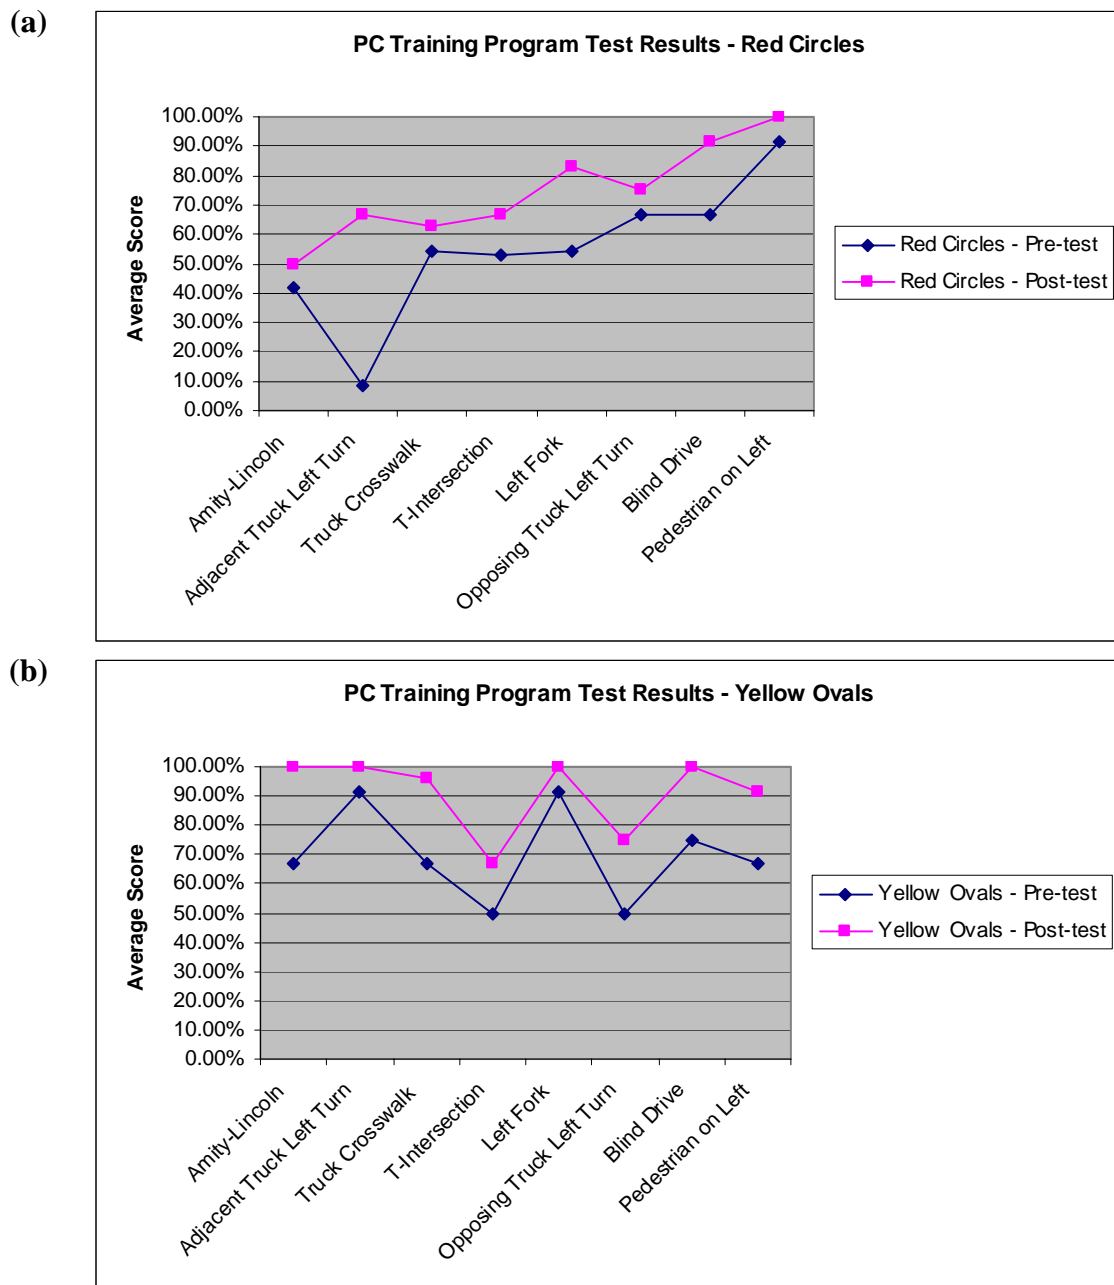 (a)
PC Training Program Test Results - Red Circles
100.00%
90.00%
80.00%
70.00%
60.00%
50.00%
40.00%
30.00%
20.00%
10.00%
0.00%
Average Score
Amity-Lincoln
Adjacent Truck Left Turn
Truck Crosswalk
T-Intersection
Left Fork
Opposing Truck Left Turn
Blind Drive
Pedestrian on Left
Red Circles - Pre-test
Red Circles - Post-test
(b)
PC Training Program Test Results - Yellow Ovals
100.00%
90.00%
80.00%
70.00%
60.00%
50.00%
40.00%
30.00%
20.00%
10.00%
0.00%
Average Score
Amity-Lincoln
Adjacent Truck Left Turn
Truck Crosswalk
T-Intersection
Left Fork
Opposing Truck Left Turn
Blind Drive
Pedestrian on Left
Yellow Ovals - Pre-test
Yellow Ovals - Post-test